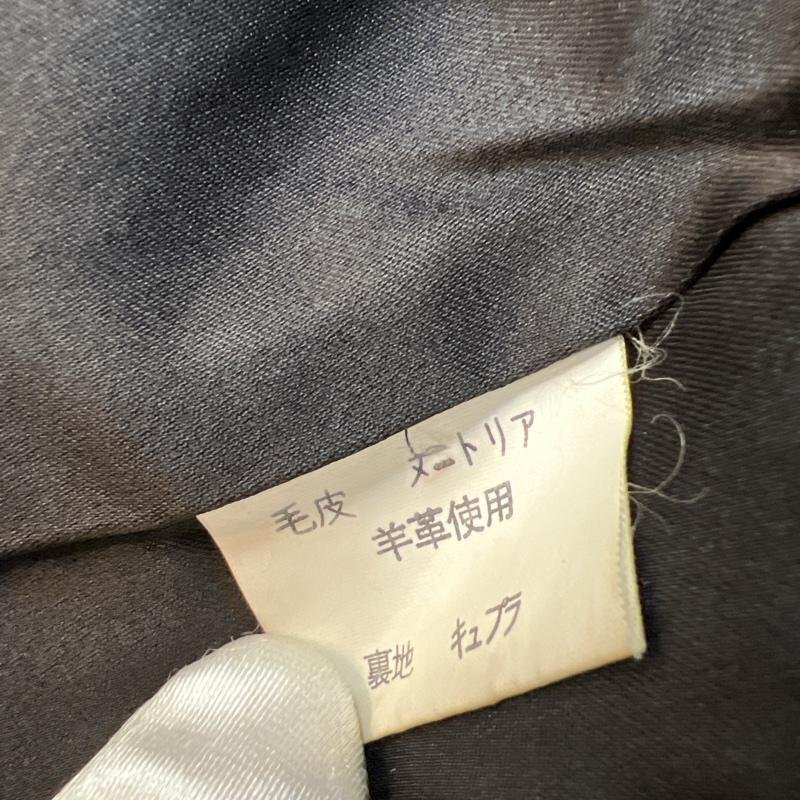 毛皮 ヌートリア
羊革使用
裏地 キュプラ